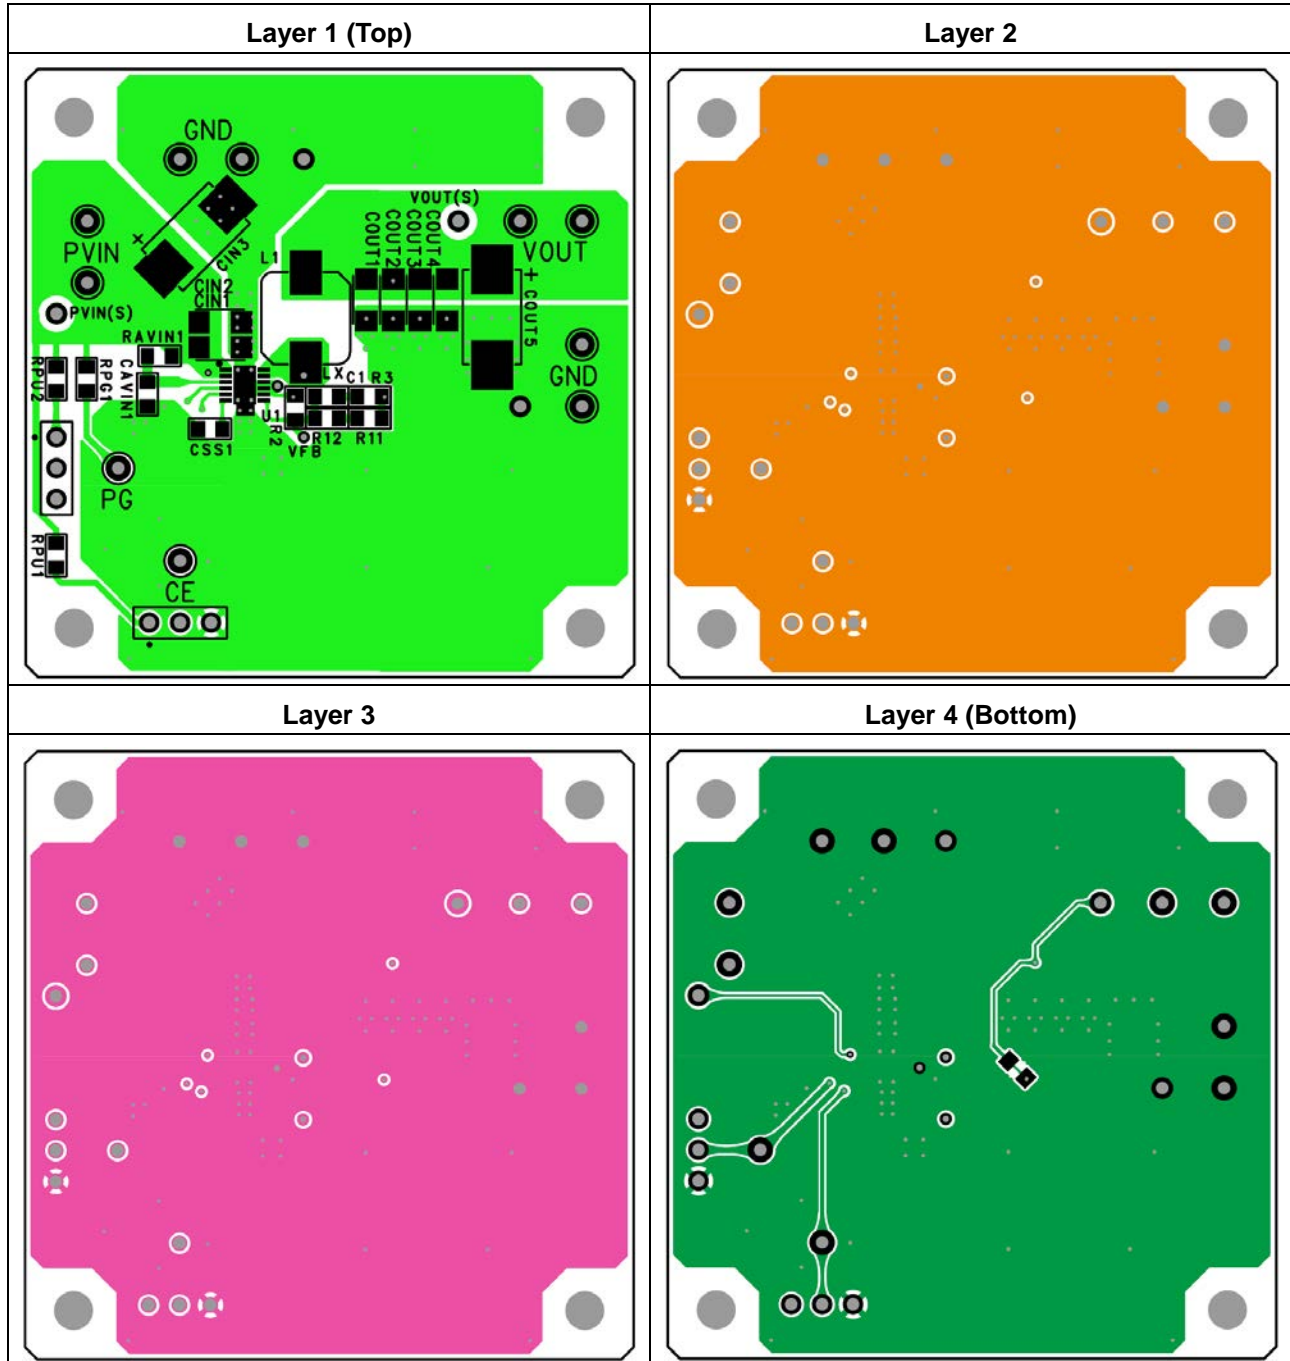 Layer 1 (Top)
Layer 2
GND
VOUT(S)
COUT1
COUT2
COUT3
COUT4
PVIN
+
CIN3
L1
VOUT
+
COUT5
CIN2
CIN1
PVIN(S)
RAVIN1
RPU2
RPG1
CAVIN1
LX
C1
R3
GND
U1
R2
R12
R11
CSS1
VFB
PG
RPU1
CE
Layer 3
Layer 4 (Bottom)